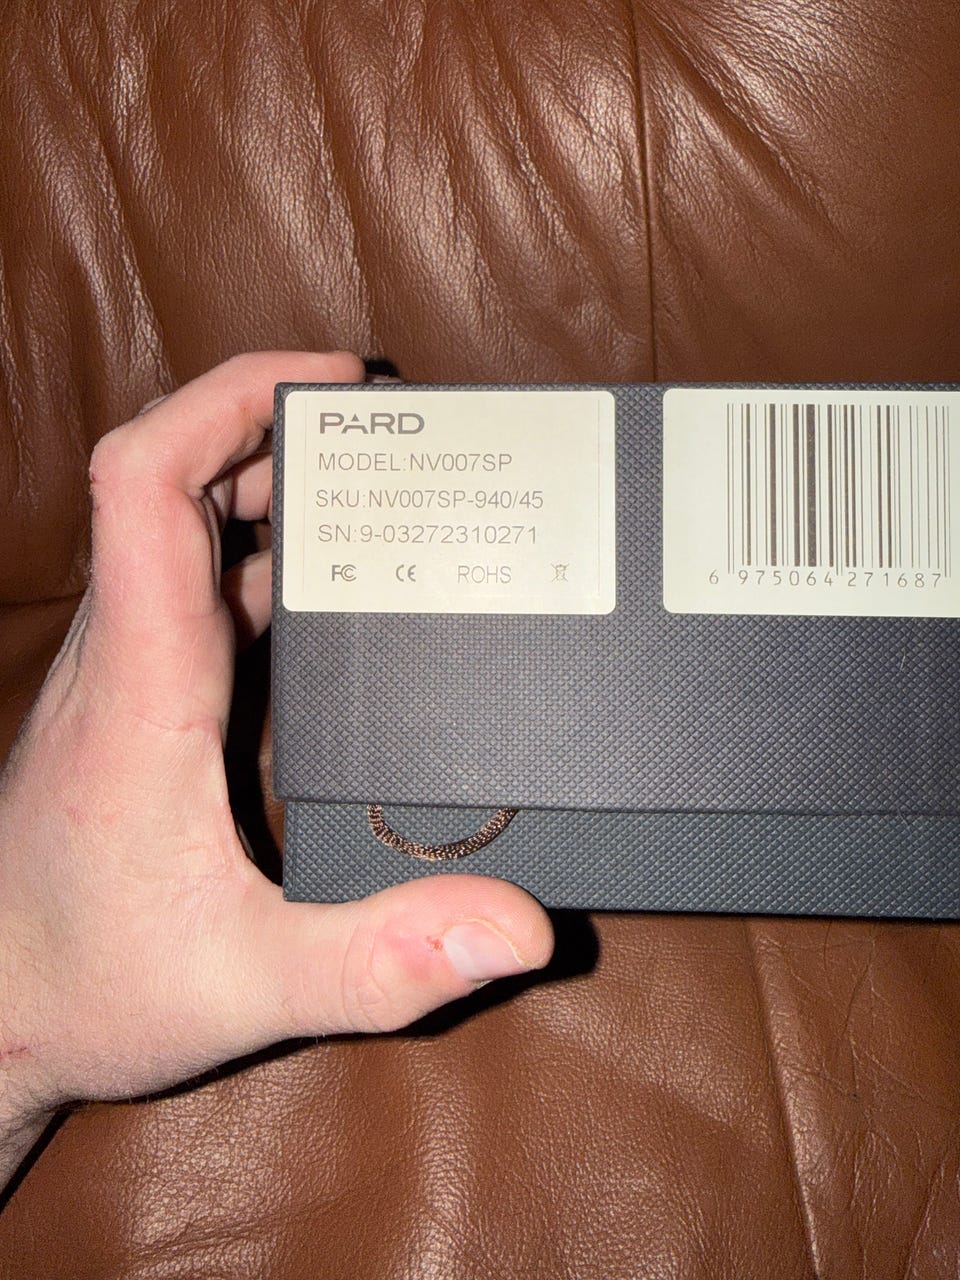 PARD
MODEL:NV007SP
SKU:NV007SP-940/45
SN:9-03272310271
FC CE ROHS
6 975064 271687